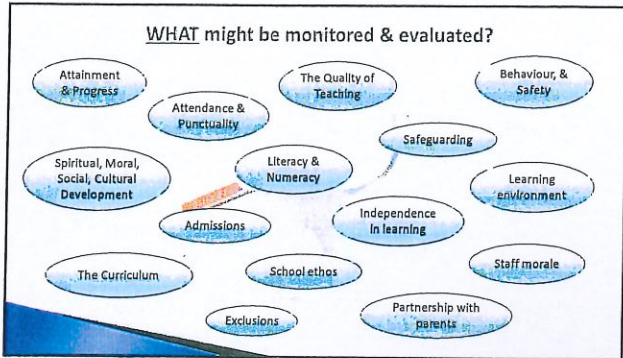 WHAT might be monitored & evaluated?
Attainment
& Progress
Attendance &
Punctuality
The Quality of
Teaching
Behaviour, &
Safety
Safeguarding
Spiritual, Moral,
Social, Cultural
Development
Literacy &
Numeracy
Learning
environment
Admissions
Independence
in learning
The Curriculum
School ethos
Staff morale
Exclusions
Partnership with
parents